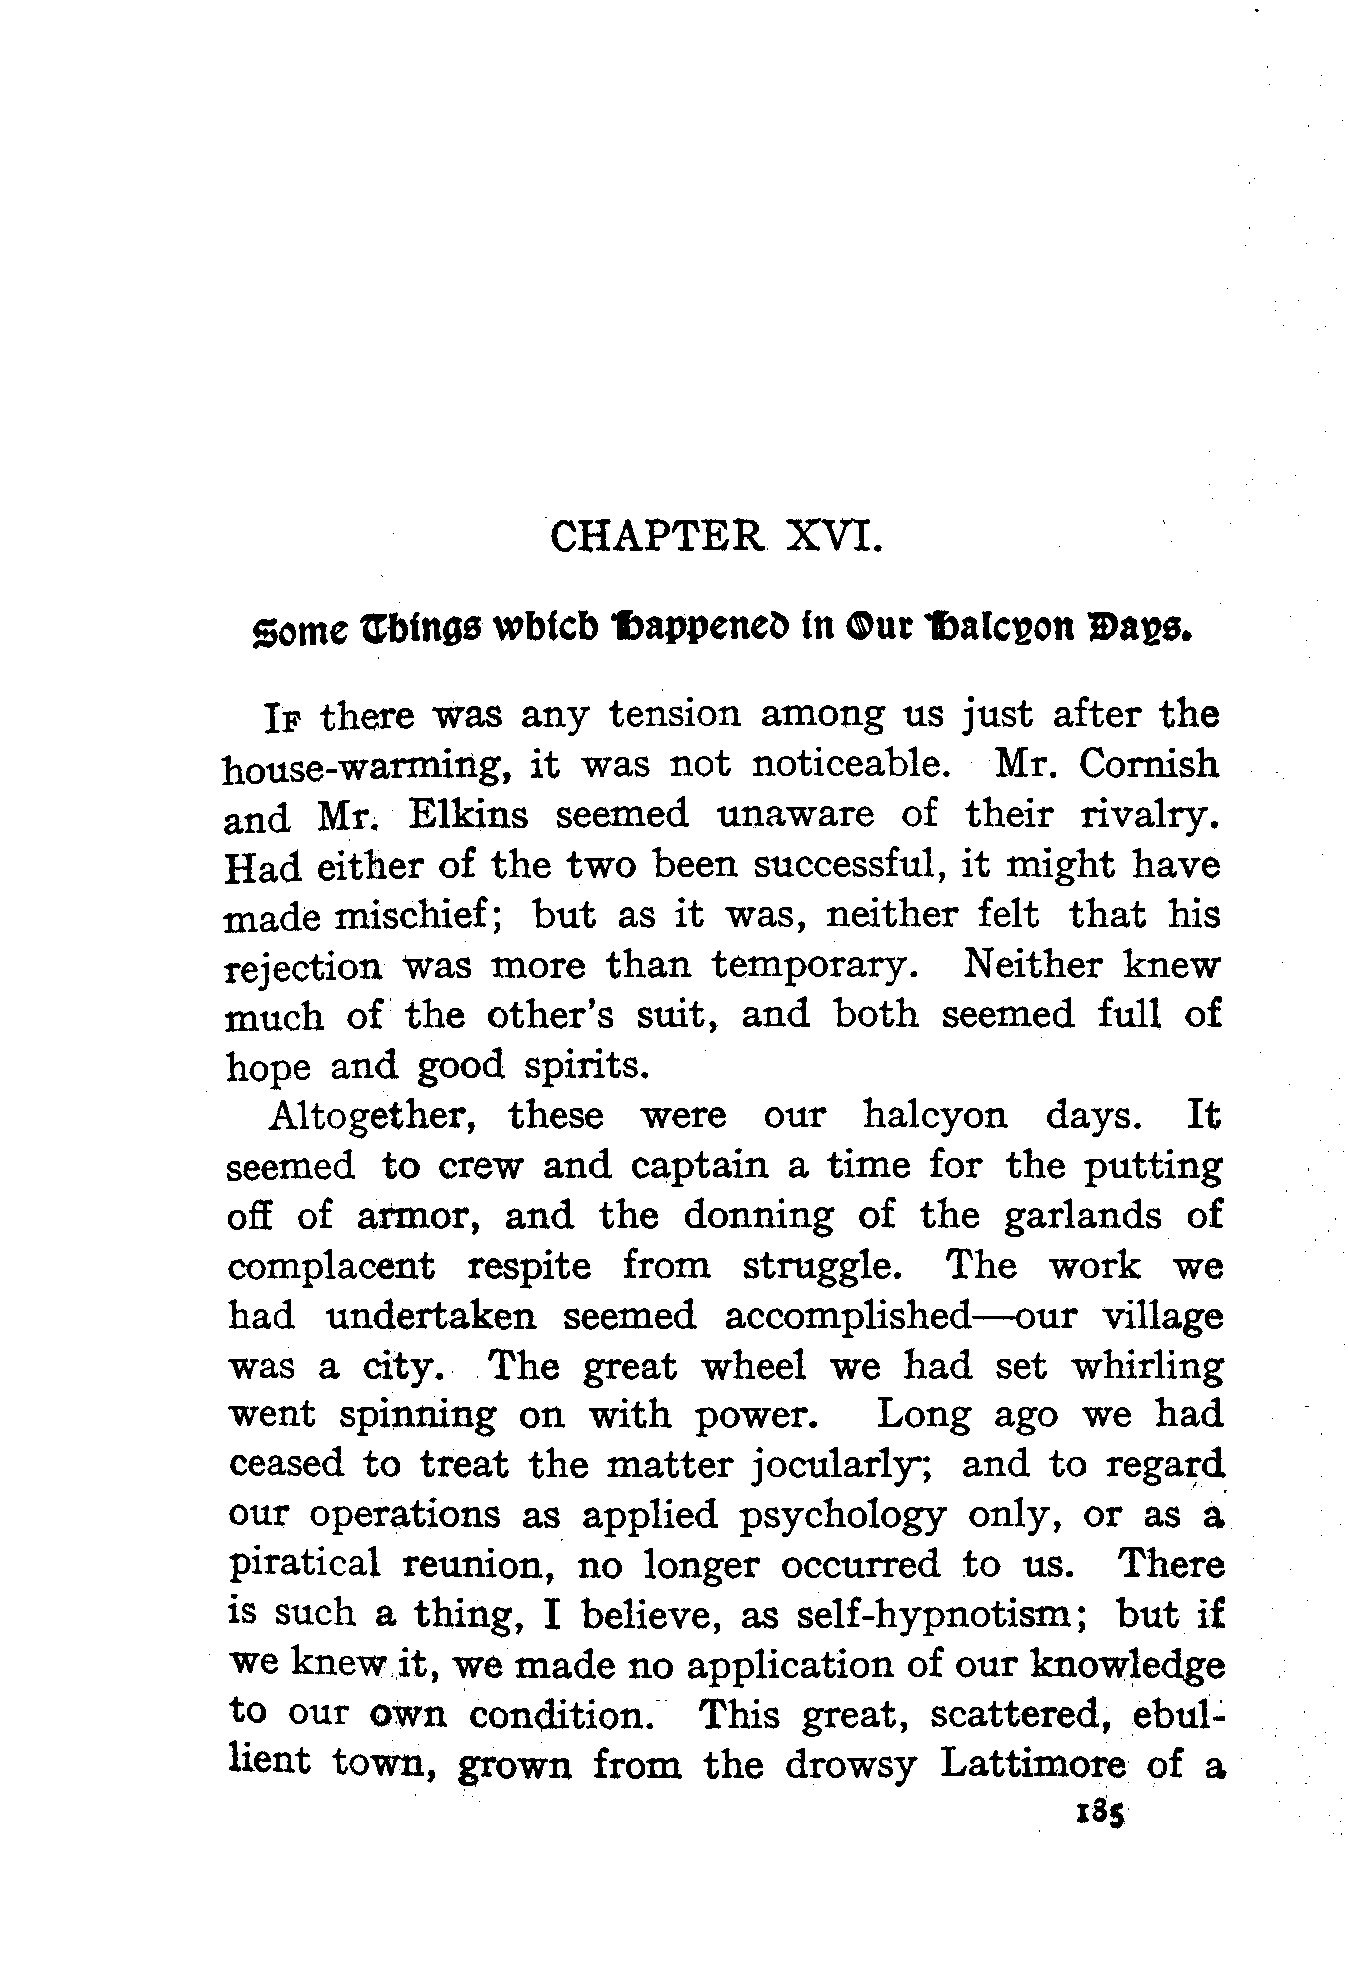 CHAPTER XVI.
Some Things which Happened in Our Halcyon Days.
If there was any tension among us just after the
house-warming, it was not noticeable. Mr. Cornish
and Mr. Elkins seemed unaware of their rivalry.
Had either of the two been successful, it might have
made mischief; but as it was, neither felt that his
rejection was more than temporary. Neither knew
much of the other's suit, and both seemed full of
hope and good spirits.
Altogether, these were our halcyon days. It
seemed to crew and captain a time for the putting
off of armor, and the donning of the garlands of
complacent respite from struggle. The work we
had undertaken seemed accomplished—our village
was a city. The great wheel we had set whirling
went spinning on with power. Long ago we had
ceased to treat the matter jocularly; and to regard
our operations as applied psychology only, or as a
piratical reunion, no longer occurred to us. There
is such a thing, I believe, as self-hypnotism; but if
we knew it, we made no application of our knowledge
to our own condition. This great, scattered, ebul-
lient town, grown from the drowsy Lattimore of a
185